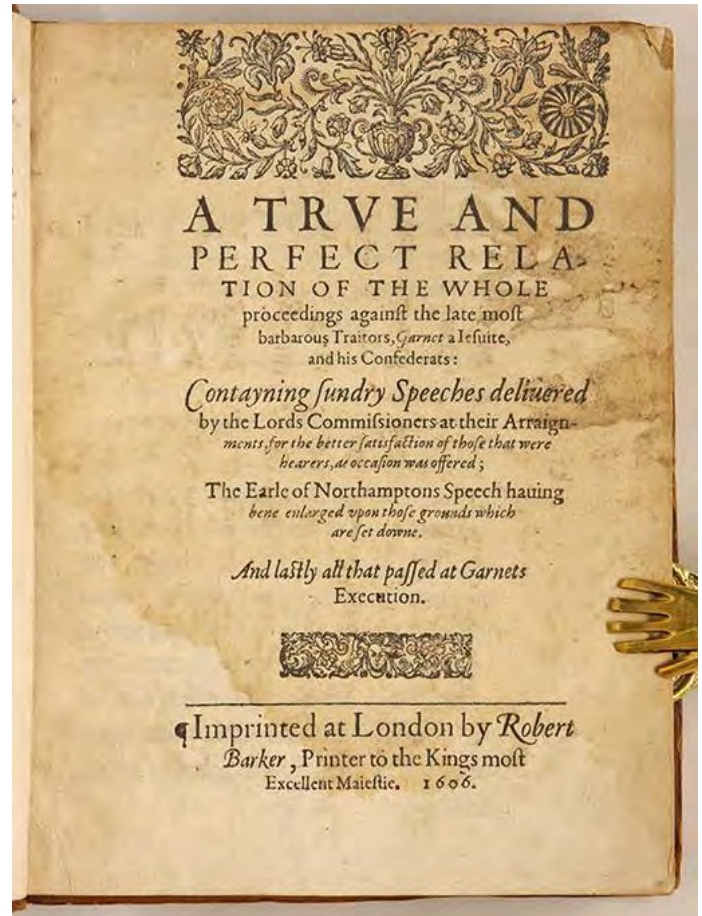 A TRVE AND
PERFECT RELA-
TION OF THE WHOLE
proceedings againſt the late moſt
barbarous Traitors, Garnet a Ieſuite,
and his Confederats:
Contayning ſundry Speeches deliuered
by the Lords Commiſsioners at their Arraign-
ments, for the better ſatisfaction of thoſe that were
hearers, as occaſion was offered;
The Earle of Northamptons Speech hauing
bene enlarged vpon thoſe grounds which
are ſet downe.
And laſtly all that paſſed at Garnets
Execution.
¶Imprinted at London by Robert
Barker, Printer to the Kings moſt
Excellent Maieſtie. 1606.